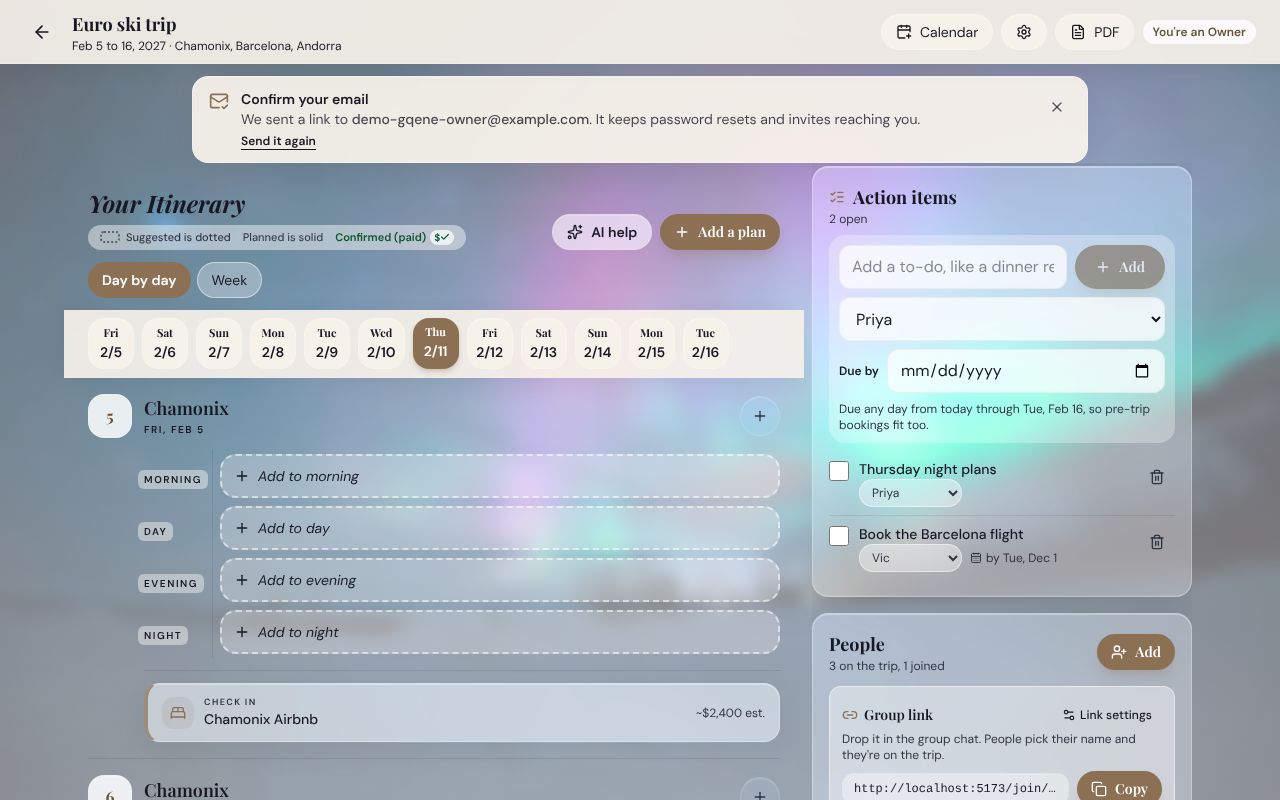 Euro ski trip
Feb 5 to 16, 2027 · Chamonix, Barcelona, Andorra
Calendar
PDF
You're an Owner
Confirm your email
We sent a link to demo-gqene-owner@example.com. It keeps password resets and invites reaching you.
Send it again
Your Itinerary
Suggested is dotted Planned is solid Confirmed (paid) $✓
AI help
+ Add a plan
Day by day
Week
Fri Sat Sun Mon Tue Wed Thu Fri Sat Sun Mon Tue
2/5 2/6 2/7 2/8 2/9 2/10 2/11 2/12 2/13 2/14 2/15 2/16
5
Chamonix
FRI, FEB 5
+
MORNING
+ Add to morning
DAY
+ Add to day
EVENING
+ Add to evening
NIGHT
+ Add to night
CHECK IN
Chamonix Airbnb
~$2,400 est.
6
Chamonix
+
Action items
2 open
Add a to-do, like a dinner re
+ Add
Priya
Due by
mm/dd/yyyy
Due any day from today through Tue, Feb 16, so pre-trip
bookings fit too.
Thursday night plans
Priya
Book the Barcelona flight
Vic
by Tue, Dec 1
People
3 on the trip, 1 joined
Add
Group link
Link settings
Drop it in the group chat. People pick their name and
they're on the trip.
http://localhost:5173/join/…
Copy